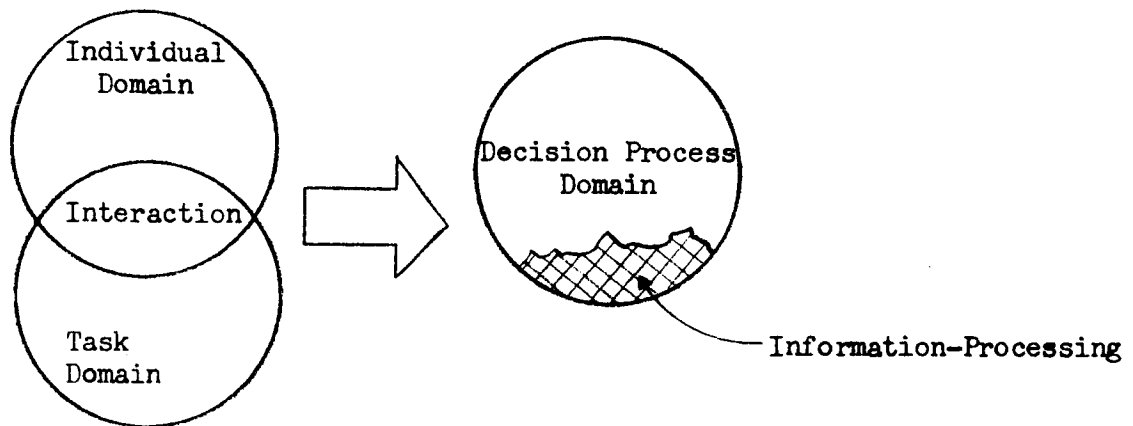 Individual
Domain
Interaction
Task
Domain
Decision Process
Domain
Information-Processing